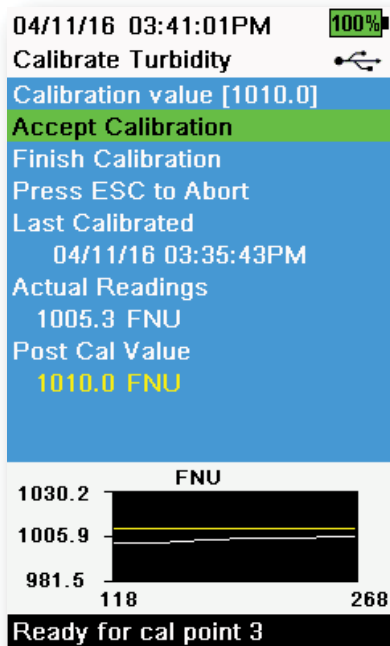 04/11/16 03:41:01PM 100%
Calibrate Turbidity
Calibration value [1010.0]
Accept Calibration
Finish Calibration
Press ESC to Abort
Last Calibrated
04/11/16 03:35:43PM
Actual Readings
1005.3 FNU
Post Cal Value
1010.0 FNU
FNU
1030.2
1005.9
981.5
118 268
Ready for cal point 3